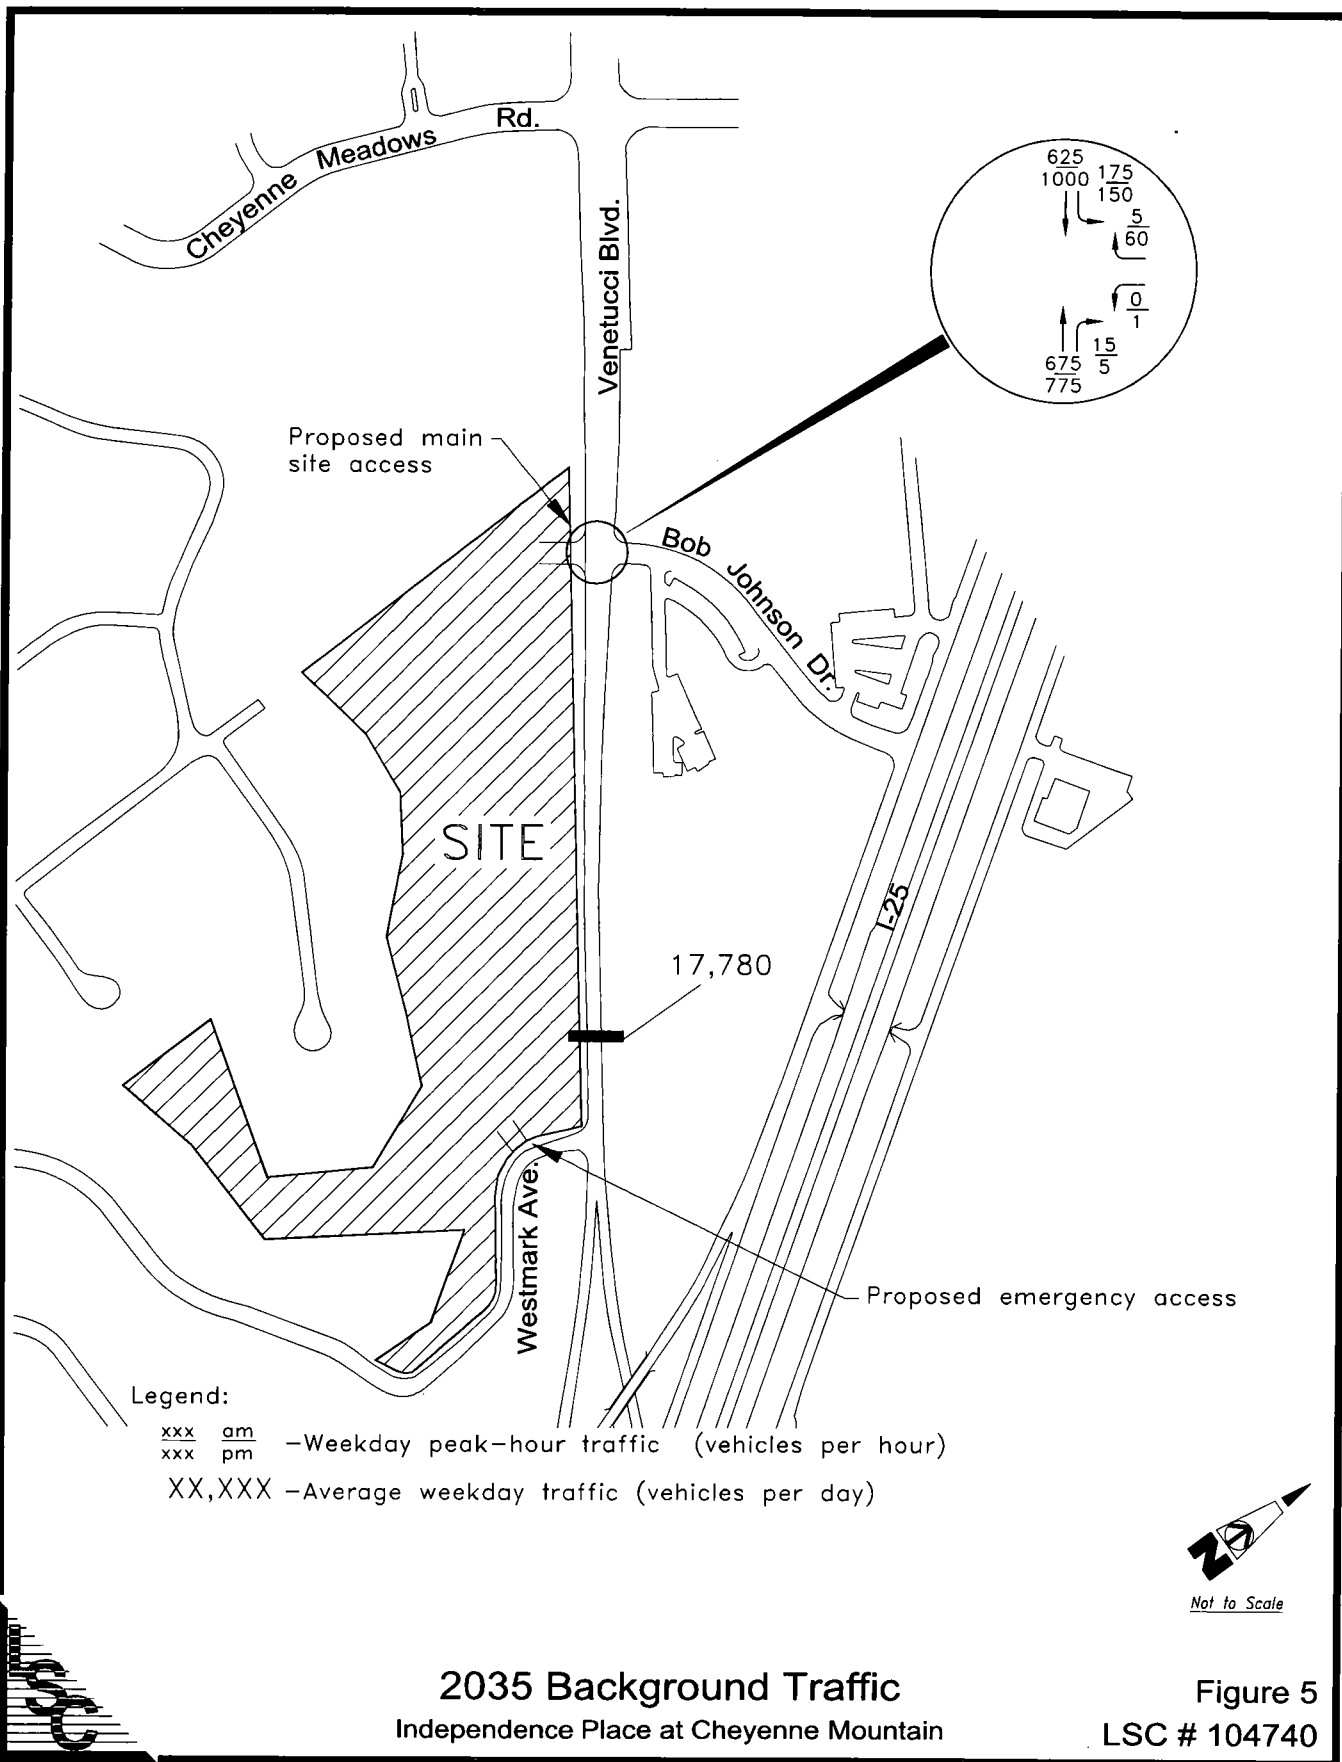 Cheyenne Meadows Rd.
Venetucci Blvd.
625
1000
175
150
5
60
0
1
15
5
675
775
Proposed main
site access
Bob Johnson Dr.
SITE
I-25
17,780
Westmark Ave.
Proposed emergency access
Legend:
xxx am
xxx pm
-Weekday peak-hour traffic (vehicles per hour)
XX,XXX -Average weekday traffic (vehicles per day)
N
Not to Scale
LSC
2035 Background Traffic
Independence Place at Cheyenne Mountain
Figure 5
LSC # 104740